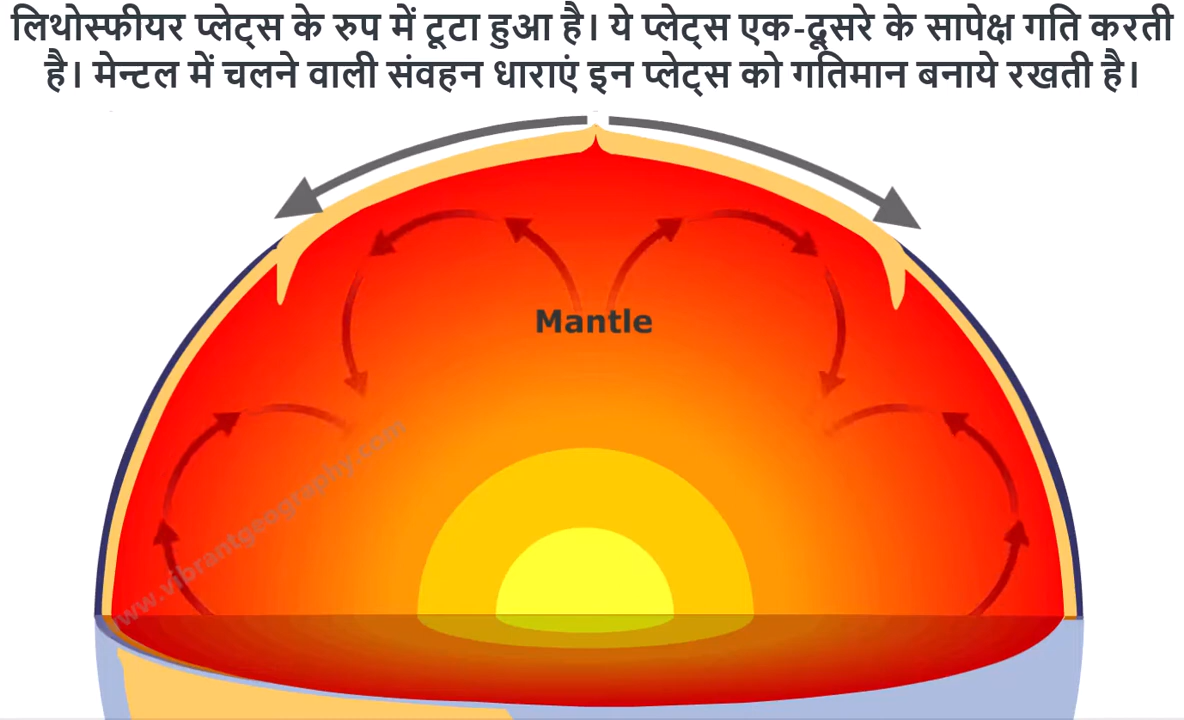 लिथोस्फीयर प्लेट्स के रुप में टूटा हुआ है। ये प्लेट्स एक-दूसरे के सापेक्ष गति करती
है। मेन्टल में चलने वाली संवहन धाराएं इन प्लेट्स को गतिमान बनाये रखती है।
Mantle
www.vibrantgeography.com